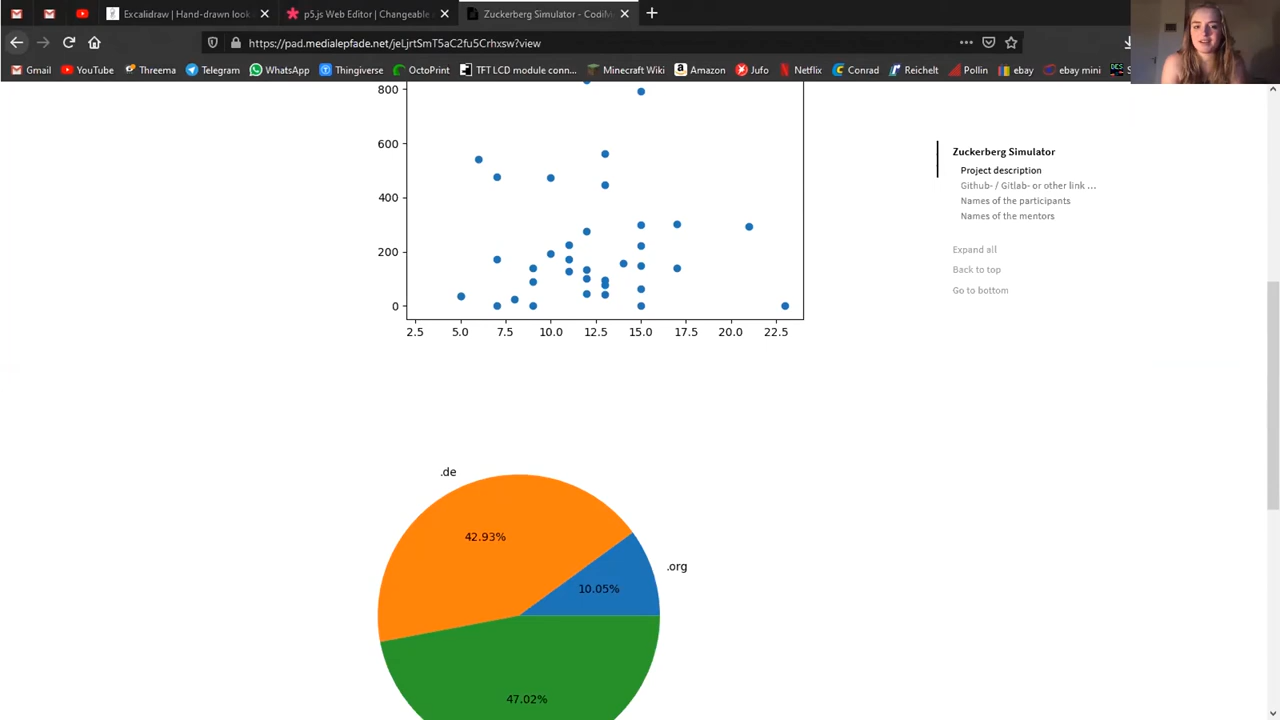 Excalidraw | Hand-drawn look
p5.js Web Editor | Changeable
Zuckerberg Simulator - CodiM
https://pad.medialepfade.net/jeLjrtSmT5aC2fu5Crhxsw?view
Gmail YouTube Threema Telegram WhatsApp Thingiverse OctoPrint TFT LCD module conn... Minecraft Wiki Amazon Jufo Netflix Conrad Reichelt Pollin ebay ebay mini
800
600
400
200
0
2.5 5.0 7.5 10.0 12.5 15.0 17.5 20.0 22.5
Zuckerberg Simulator
Project description
Github- / Gitlab- or other link ...
Names of the participants
Names of the mentors
Expand all
Back to top
Go to bottom
.de
42.93%
.org
10.05%
47.02%